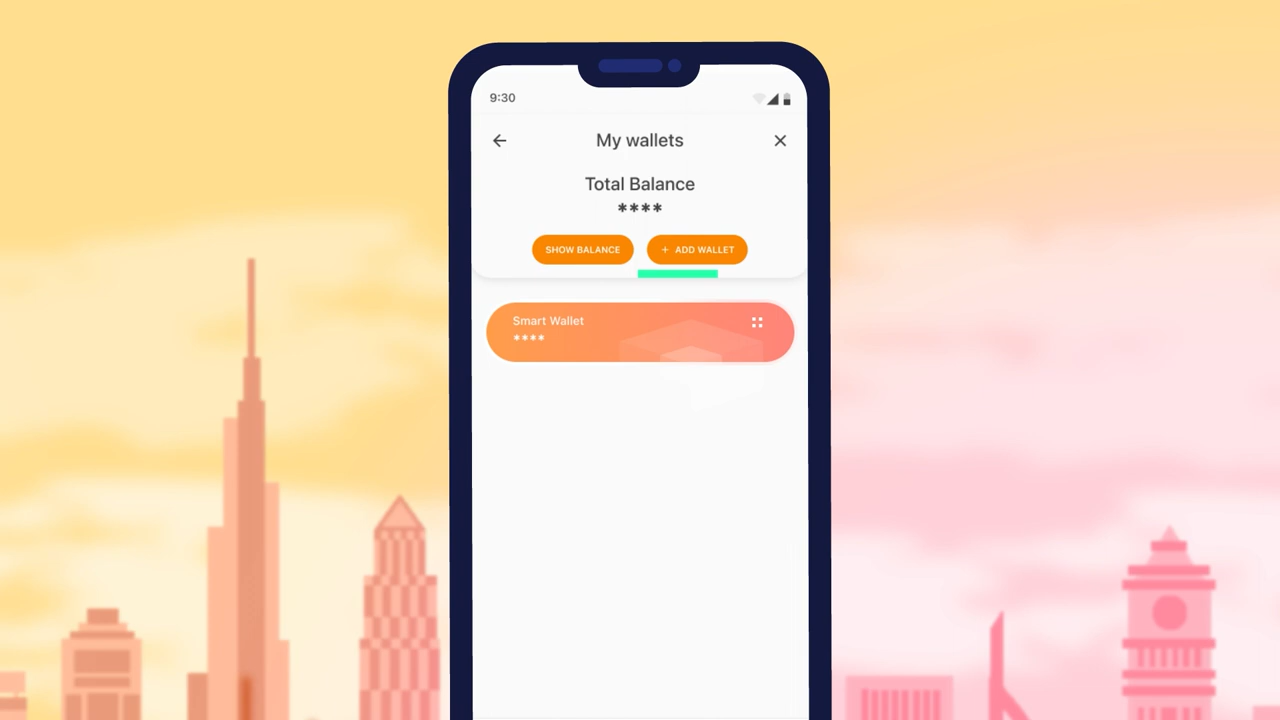 9:30
My wallets
Total Balance
****
SHOW BALANCE
+ ADD WALLET
Smart Wallet
****